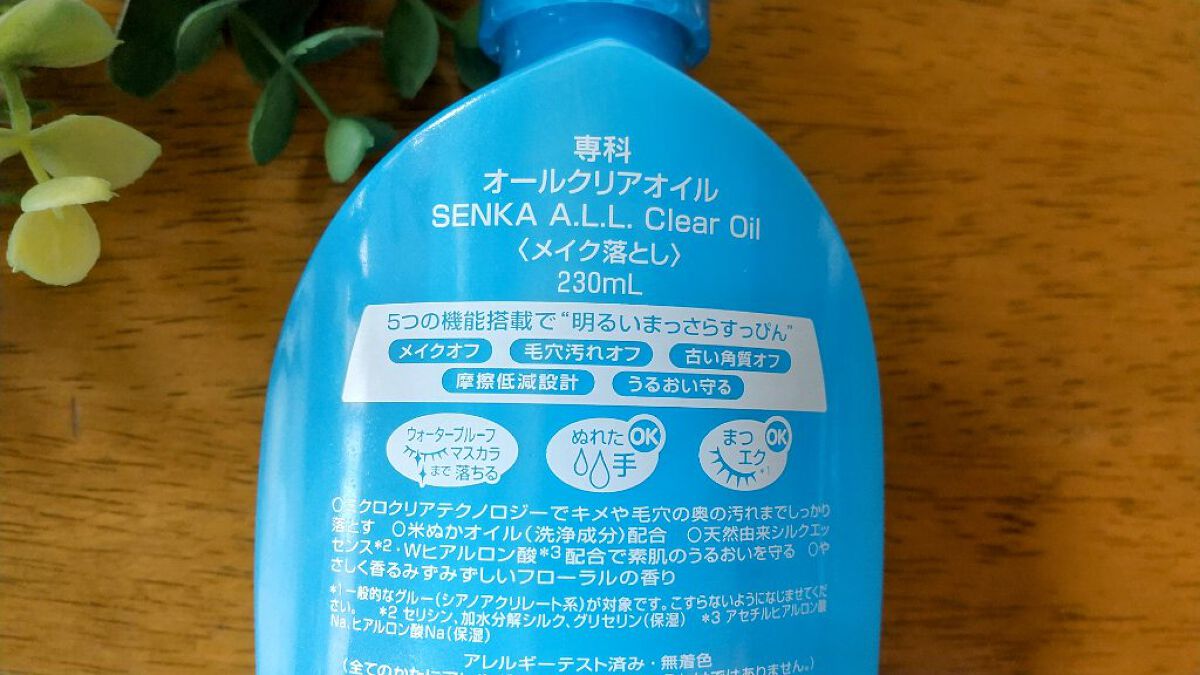 専科
オールクリアオイル
SENKA A.L.L. Clear Oil
〈メイク落とし〉
230mL
5つの機能搭載で“明るいまっさらすっぴん”
メイクオフ 毛穴汚れオフ 古い角質オフ
摩擦低減設計 うるおい守る
ウォータープルーフ
マスカラ
まで落ちる
ぬれた
手
OK
まつ
エク*1
OK
○ミクロクリアテクノロジーでキメや毛穴の奥の汚れまでしっかり
落とす ○米ぬかオイル(洗浄成分)配合 ○天然由来シルクエッ
センス*2・Wヒアルロン酸*3配合で素肌のうるおいを守る ○や
さしく香るみずみずしいフローラルの香り
*1 一般的なグルー(シアノアクリレート系)が対象です。こすらないようになじませてくだ
さい。 *2 セリシン、加水分解シルク、グリセリン(保湿) *3 アセチルヒアルロン酸
Na、ヒアルロン酸Na(保湿)
アレルギーテスト済み・無着色
(全てのかたにア ではありません。)